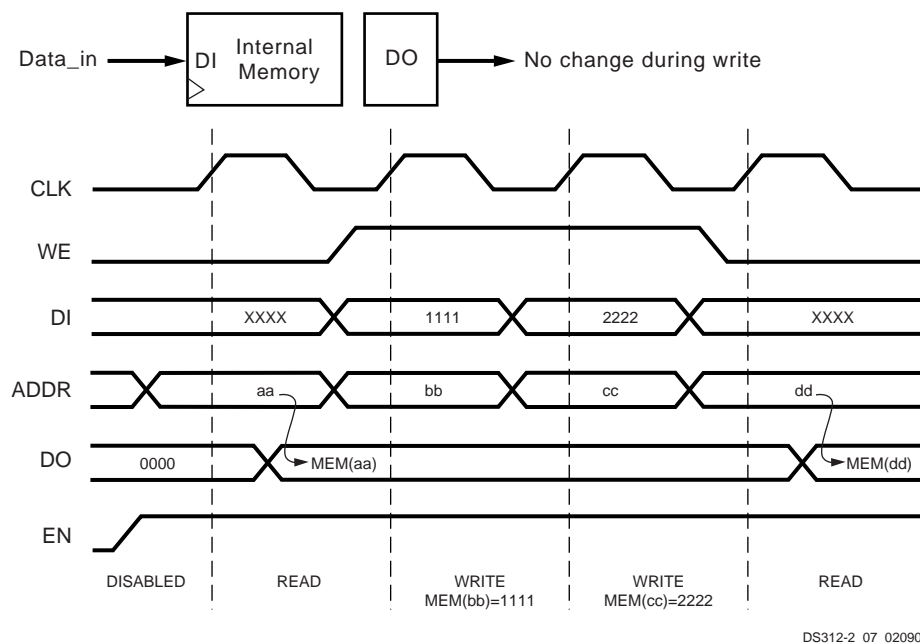 Data_in
DI
Internal
Memory
DO
No change during write
CLK
WE
DI
XXXX
1111
2222
XXXX
ADDR
aa
bb
cc
dd
DO
0000
MEM(aa)
MEM(dd)
EN
DISABLED
READ
WRITE
MEM(bb)=1111
WRITE
MEM(cc)=2222
READ
DS312-2_07_02090